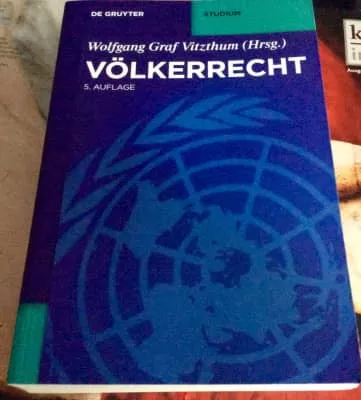 DE GRUYTER
STUDIUM
Wolfgang Graf Vitzthum (Hrsg.)
VÖLKERRECHT
5. AUFLAGE